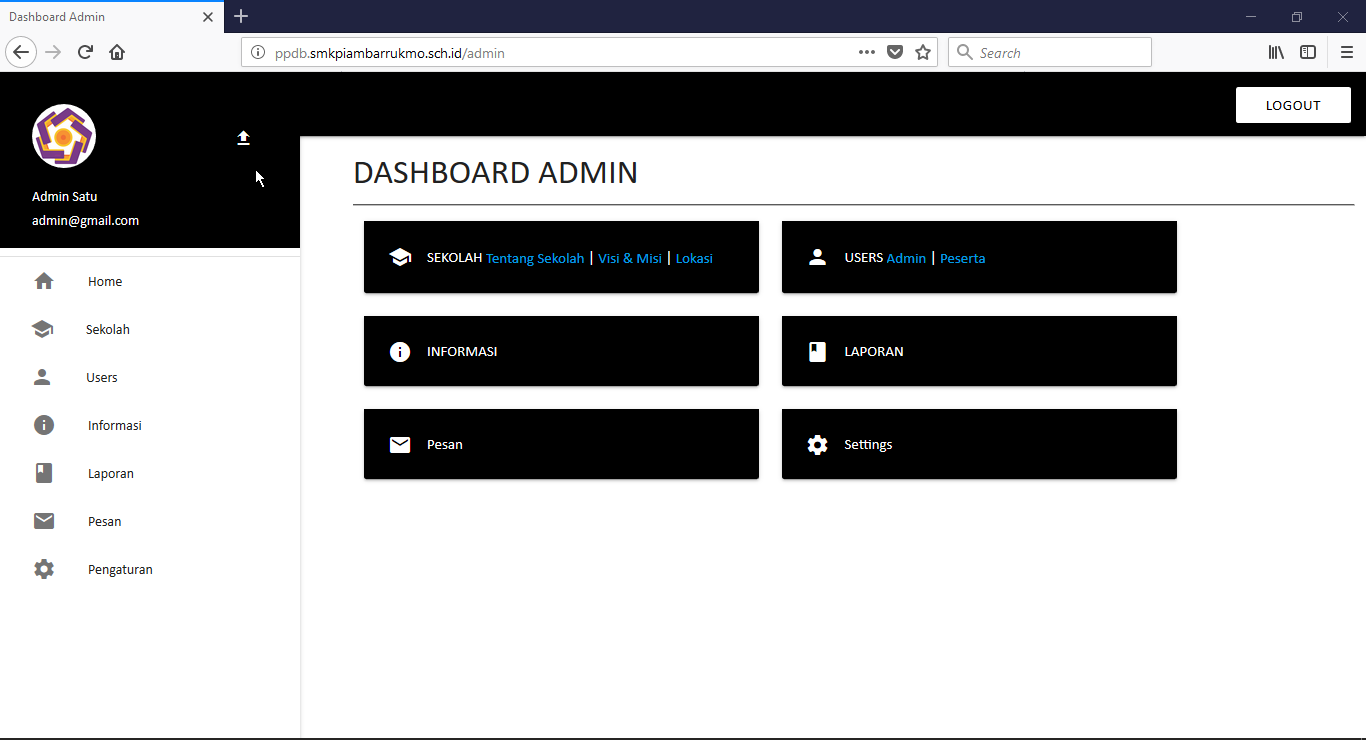 Dashboard Admin
ppdb.smkpiambarrukmo.sch.id/admin
Search
LOGOUT
Admin Satu
admin@gmail.com
Home
Sekolah
Users
Informasi
Laporan
Pesan
Pengaturan
DASHBOARD ADMIN
SEKOLAH Tentang Sekolah | Visi & Misi | Lokasi
USERS Admin | Peserta
INFORMASI
LAPORAN
Pesan
Settings